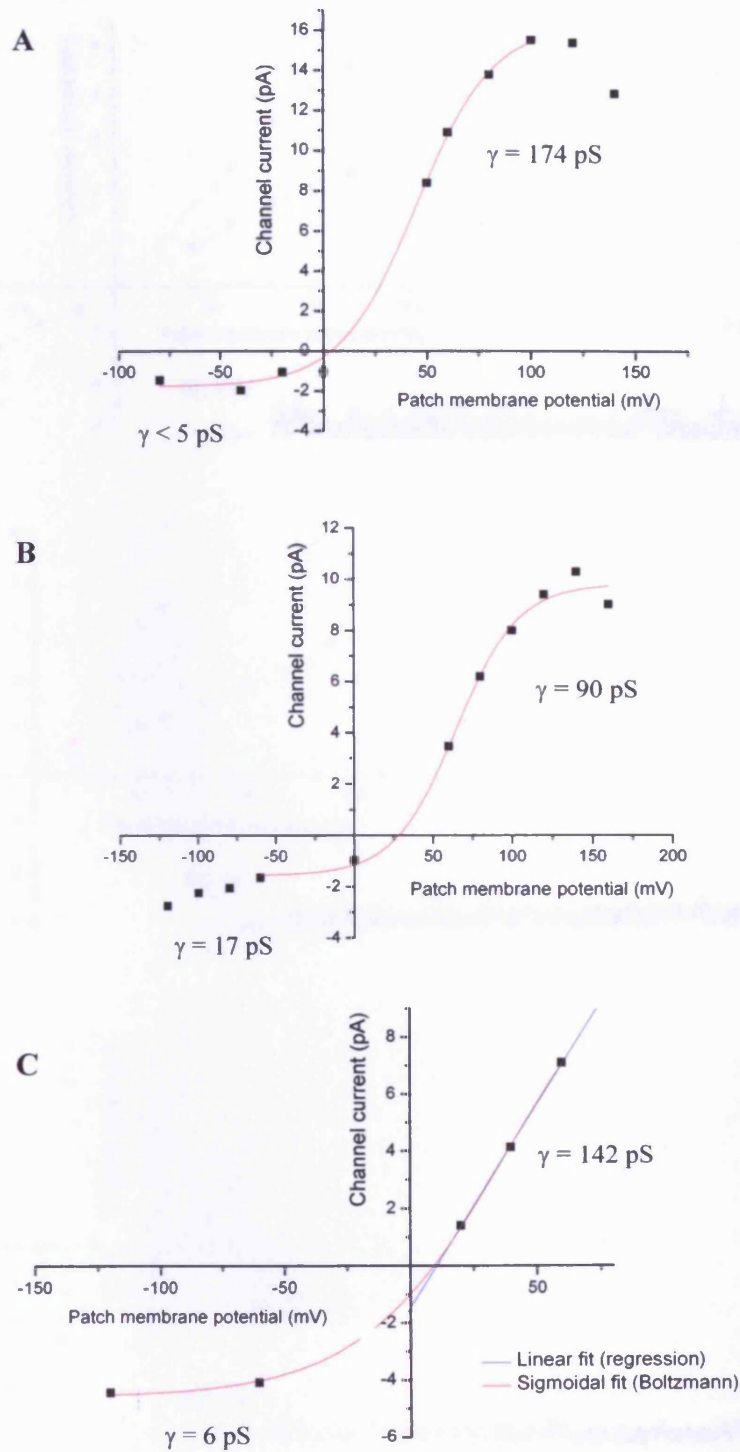 A
Channel current (pA)
16
14
12
10
8
6
4
2
0
-2
-4
-100 -50 0 50 100 150
Patch membrane potential (mV)
γ = 174 pS
γ < 5 pS
B
Channel current (pA)
12
10
8
6
4
2
0
-2
-4
-150 -100 -50 0 50 100 150 200
Patch membrane potential (mV)
γ = 90 pS
γ = 17 pS
C
Channel current (pA)
8
6
4
2
0
-2
-4
-6
-150 -100 -50 50
Patch membrane potential (mV)
γ = 142 pS
Linear fit (regression)
Sigmoidal fit (Boltzmann)
γ = 6 pS